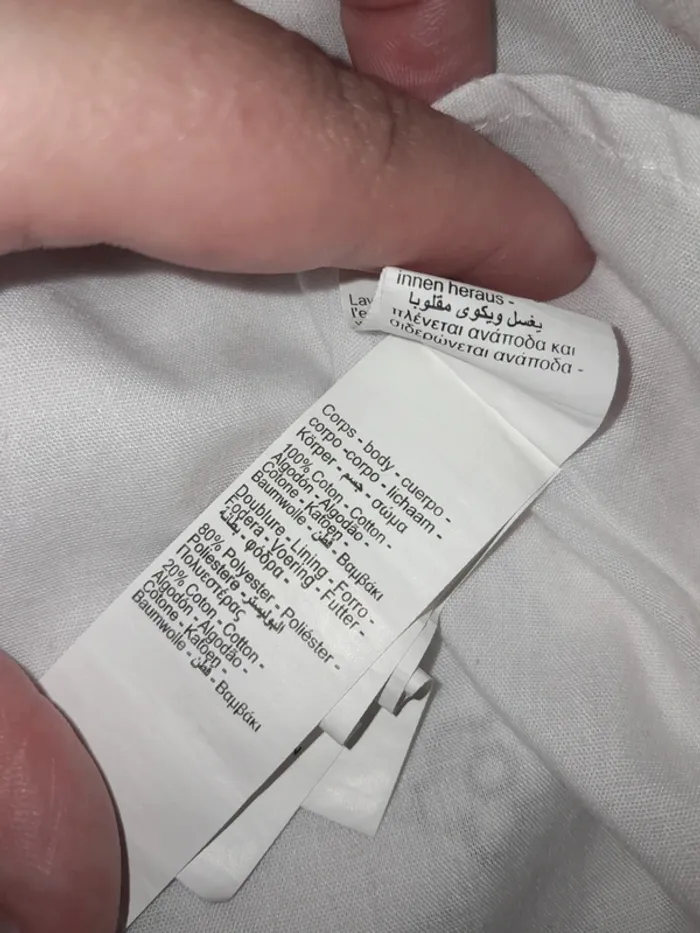 innen heraus -
يغسل ويكوى مقلوبا
πλένεται ανάποδα και
σιδερώνεται ανάποδα -
Lav
l'e
Corps - body - cuerpo -
corpo -corpo - lichaam -
Körper - جسم - σώμα
100% Coton - Cotton -
Algodón - Algodão -
Cotone - Katoen -
Baumwolle - قطن - Βαμβάκι
Doublure - Lining - Forro -
Fodera - Voering - Futter -
بطانة - φόδρα -
80% Polyester - Poliéster -
Poliestere - البوليستر
Πολυεστέρας
20% Coton - Cotton -
Algodón - Algodão -
Cotone - Katoen -
Baumwolle - قطن - Βαμβάκι